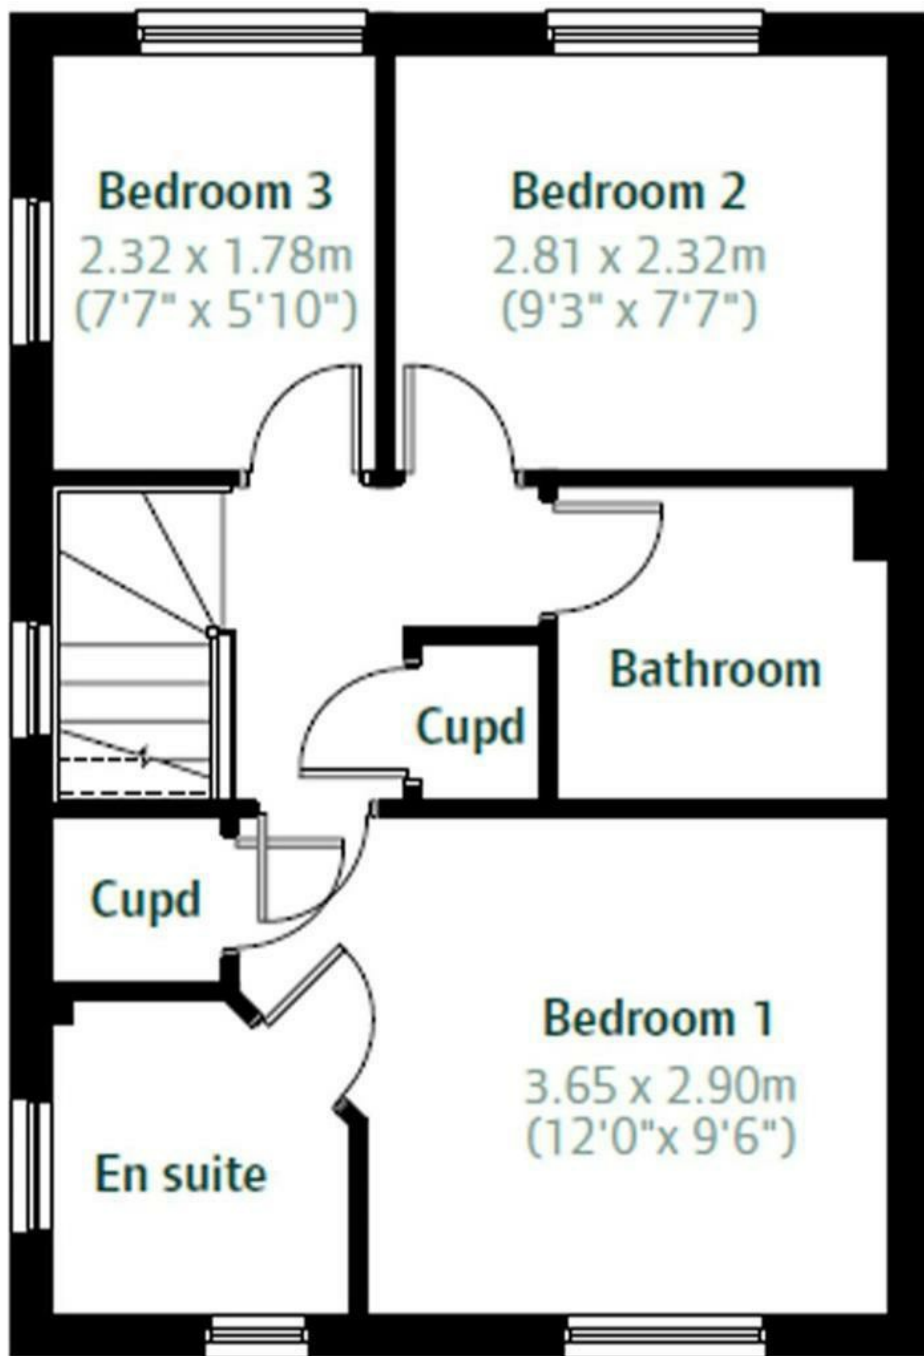 Bedroom 3
2.32 x 1.78m
(7'7" x 5'10")
Bedroom 2
2.81 x 2.32m
(9'3" x 7'7")
Bathroom
Cupd
Cupd
Bedroom 1
3.65 x 2.90m
(12'0"x 9'6")
En suite